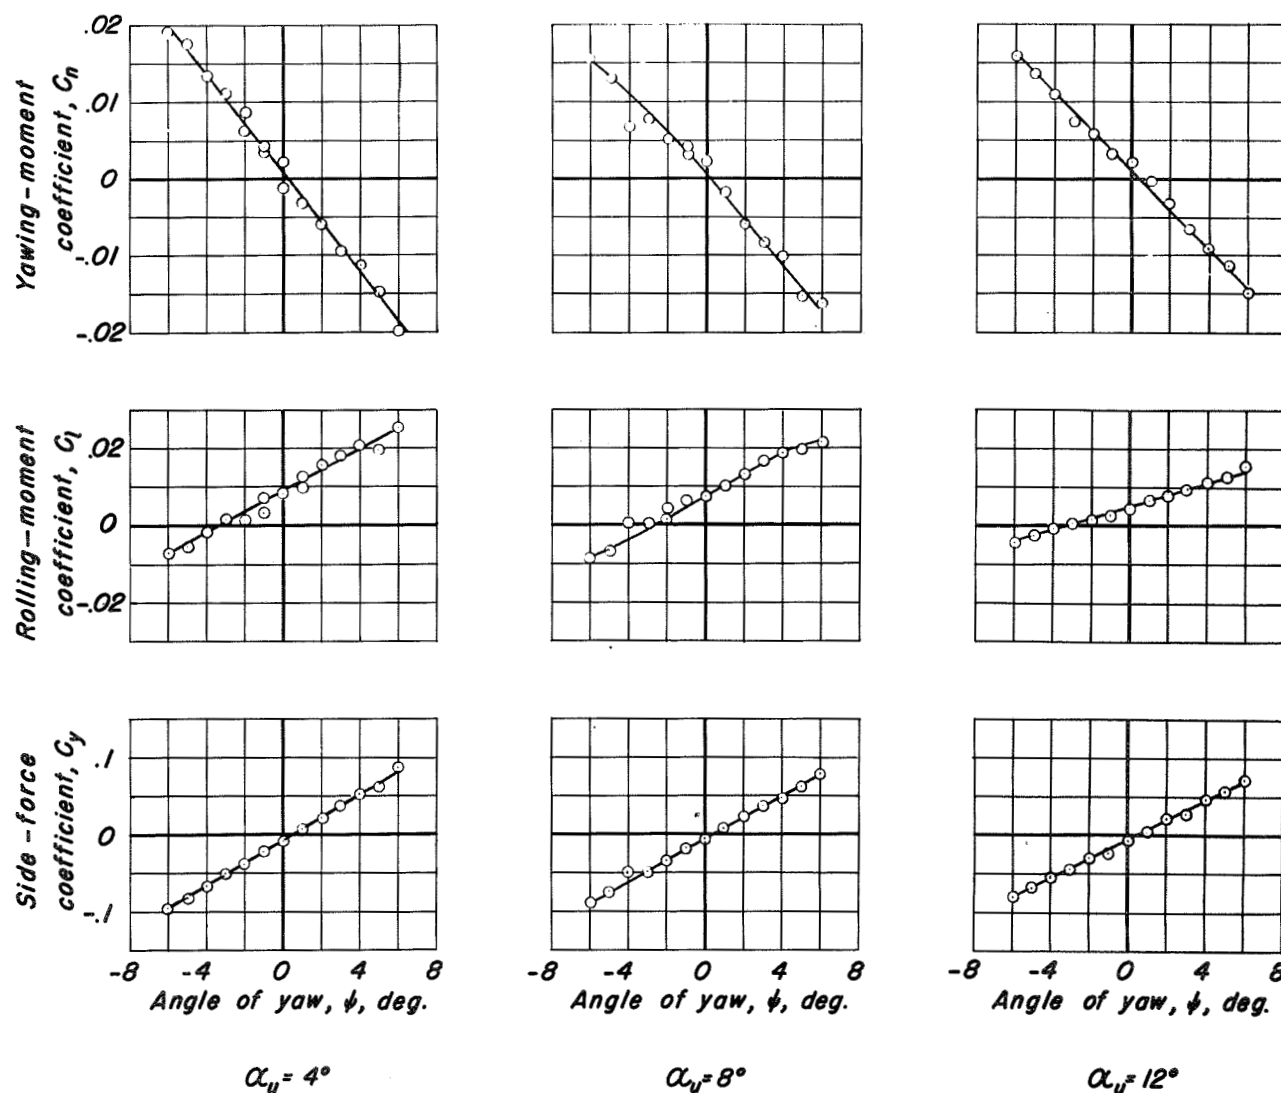 Yawing-moment
coefficient, Cn
.02
.01
0
-.01
-.02
Rolling-moment
coefficient, Cl
.02
0
-.02
Side-force
coefficient, Cy
.1
0
-.1
-8 -4 0 4 8
-8 -4 0 4 8
-8 -4 0 4 8
Angle of yaw, ψ, deg.
Angle of yaw, ψ, deg.
Angle of yaw, ψ, deg.
αu = 4°
αu = 8°
αu = 12°